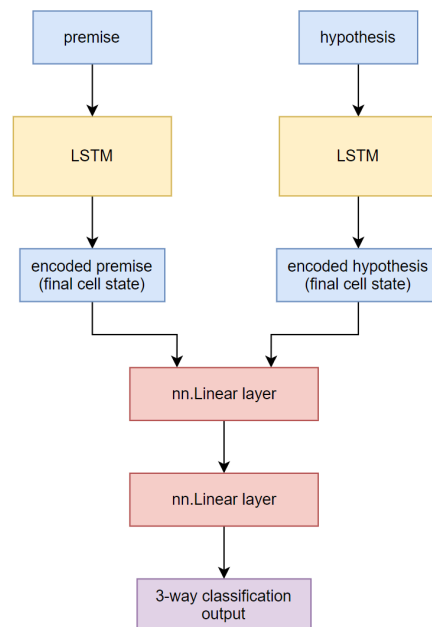 premise
hypothesis
LSTM
LSTM
encoded premise
(final cell state)
encoded hypothesis
(final cell state)
nn.Linear layer
nn.Linear layer
3-way classification
output